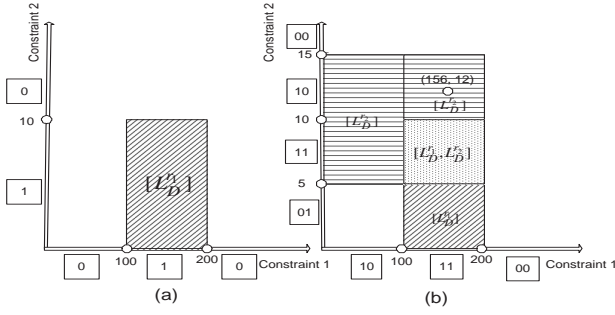 Constraint 2
0
10
1
[L_D^{r_1}]
0
100
1
200
0
Constraint 1
(a)
Constraint 2
00
15
10
(156, 12)
[L_D^{r_2}]
[L_D^{r_2}]
10
11
[L_D^{r_1}, L_D^{r_2}]
5
01
[L_D^{r_1}]
10
100
11
200
00
Constraint 1
(b)